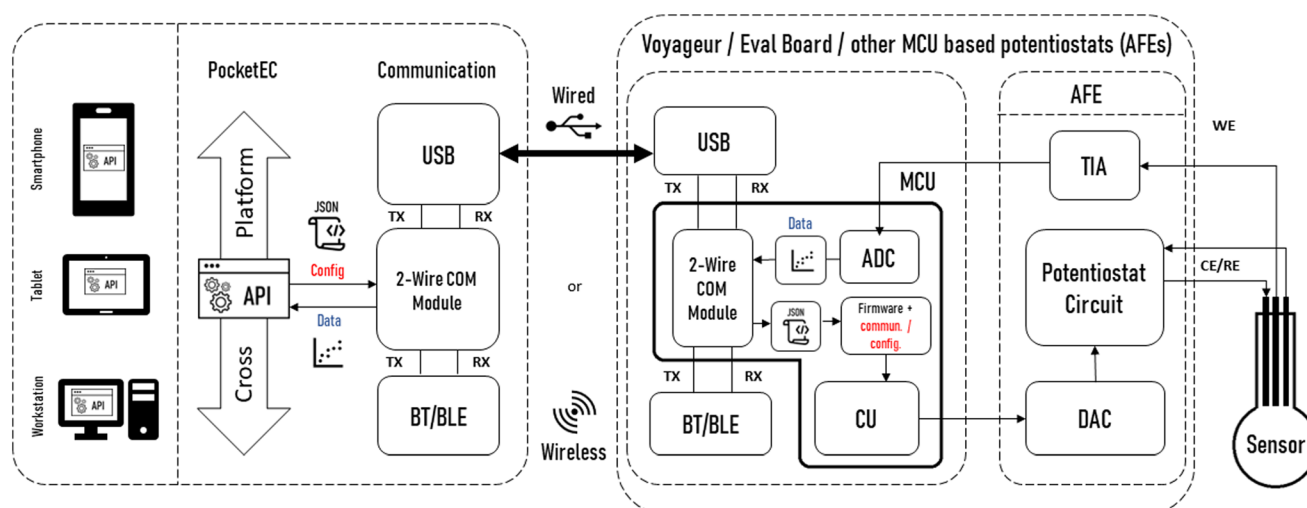 Voyageur / Eval Board / other MCU based potentiostats (AFEs)
PocketEC
Communication
Smartphone
API
Tablet
API
Workstation
API
Platform
Cross
API
JSON
Config
Data
USB
TX
RX
2-Wire COM
Module
TX
RX
BT/BLE
Wired
or
Wireless
USB
TX
RX
MCU
2-Wire
COM
Module
Data
ADC
JSON
Firmware +
commun. /
config.
TX
RX
BT/BLE
CU
AFE
TIA
Potentiostat
Circuit
DAC
WE
CE/RE
Sensor